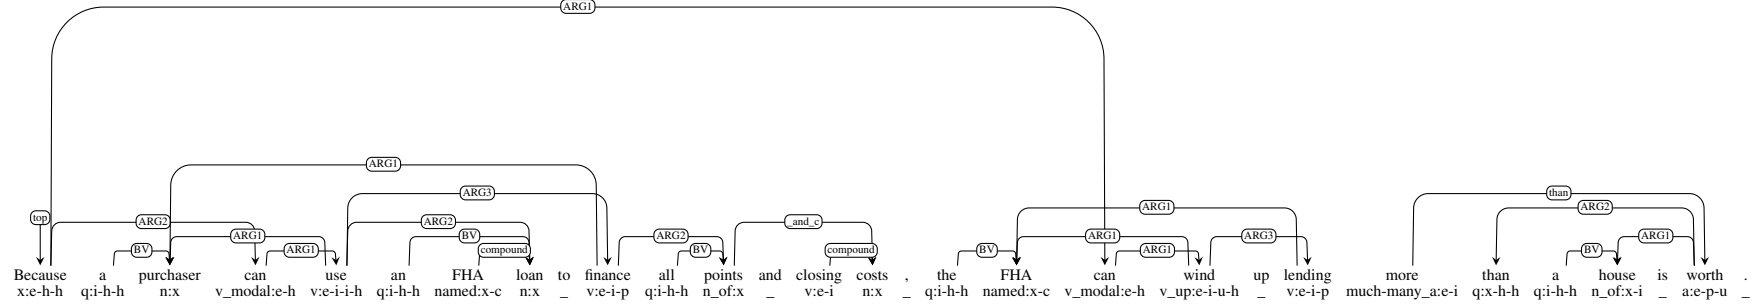 ARG1
ARG1
ARG3
than
ARG1
ARG2
top
ARG2
ARG2
_and_c
ARG1
BV
ARG2
ARG1
ARG3
BV
ARG1
compound
BV
compound
BV
ARG1
BV
ARG1
Because a purchaser can use an FHA loan to finance all points and closing costs , the FHA can wind up lending more than a house is worth .
x:e-h-h q:i-h-h n:x v_modal:e-h v:e-i-i-h q:i-h-h named:x-c n:x _ v:e-i-p q:i-h-h n_of:x _ v:e-i n:x _ q:i-h-h named:x-c v_modal:e-h v_up:e-i-u-h _ v:e-i-p much-many_a:e-i q:x-h-h q:i-h-h n_of:x-i _ a:e-p-u _